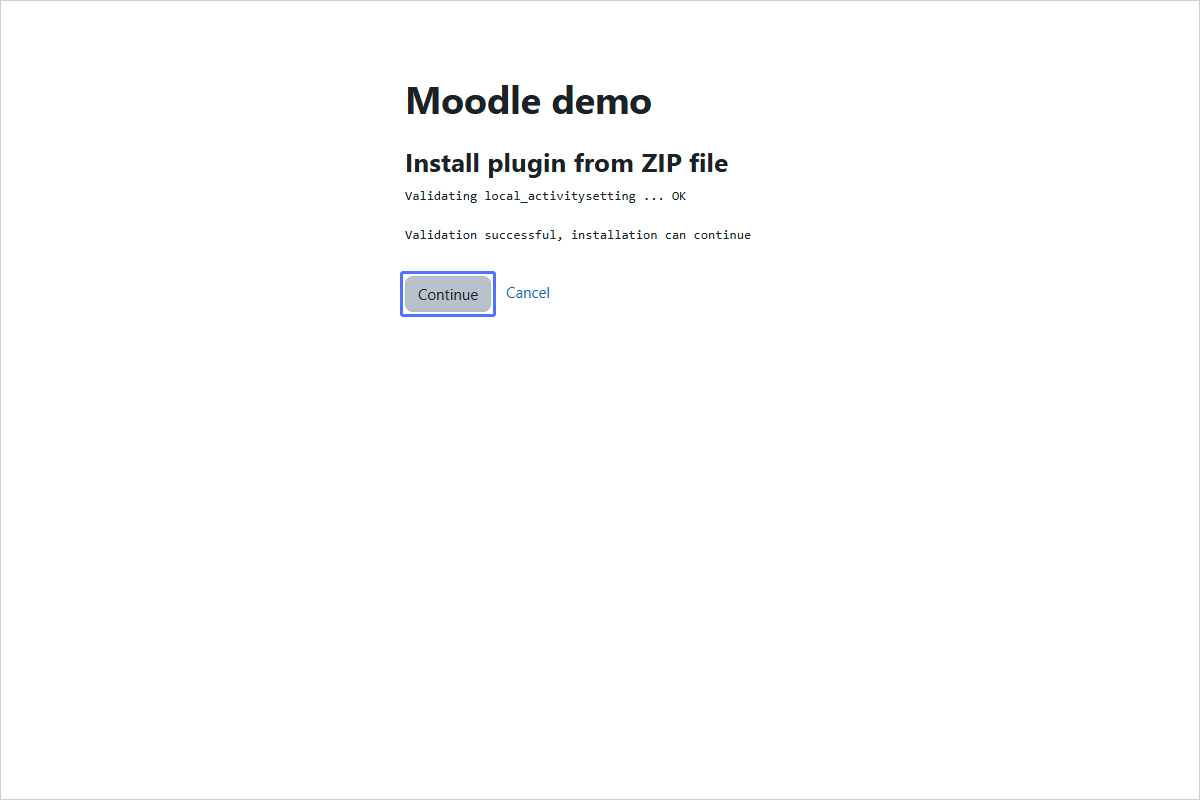 Moodle demo
Install plugin from ZIP file
Validating local_activitysetting ... OK
Validation successful, installation can continue
Continue Cancel